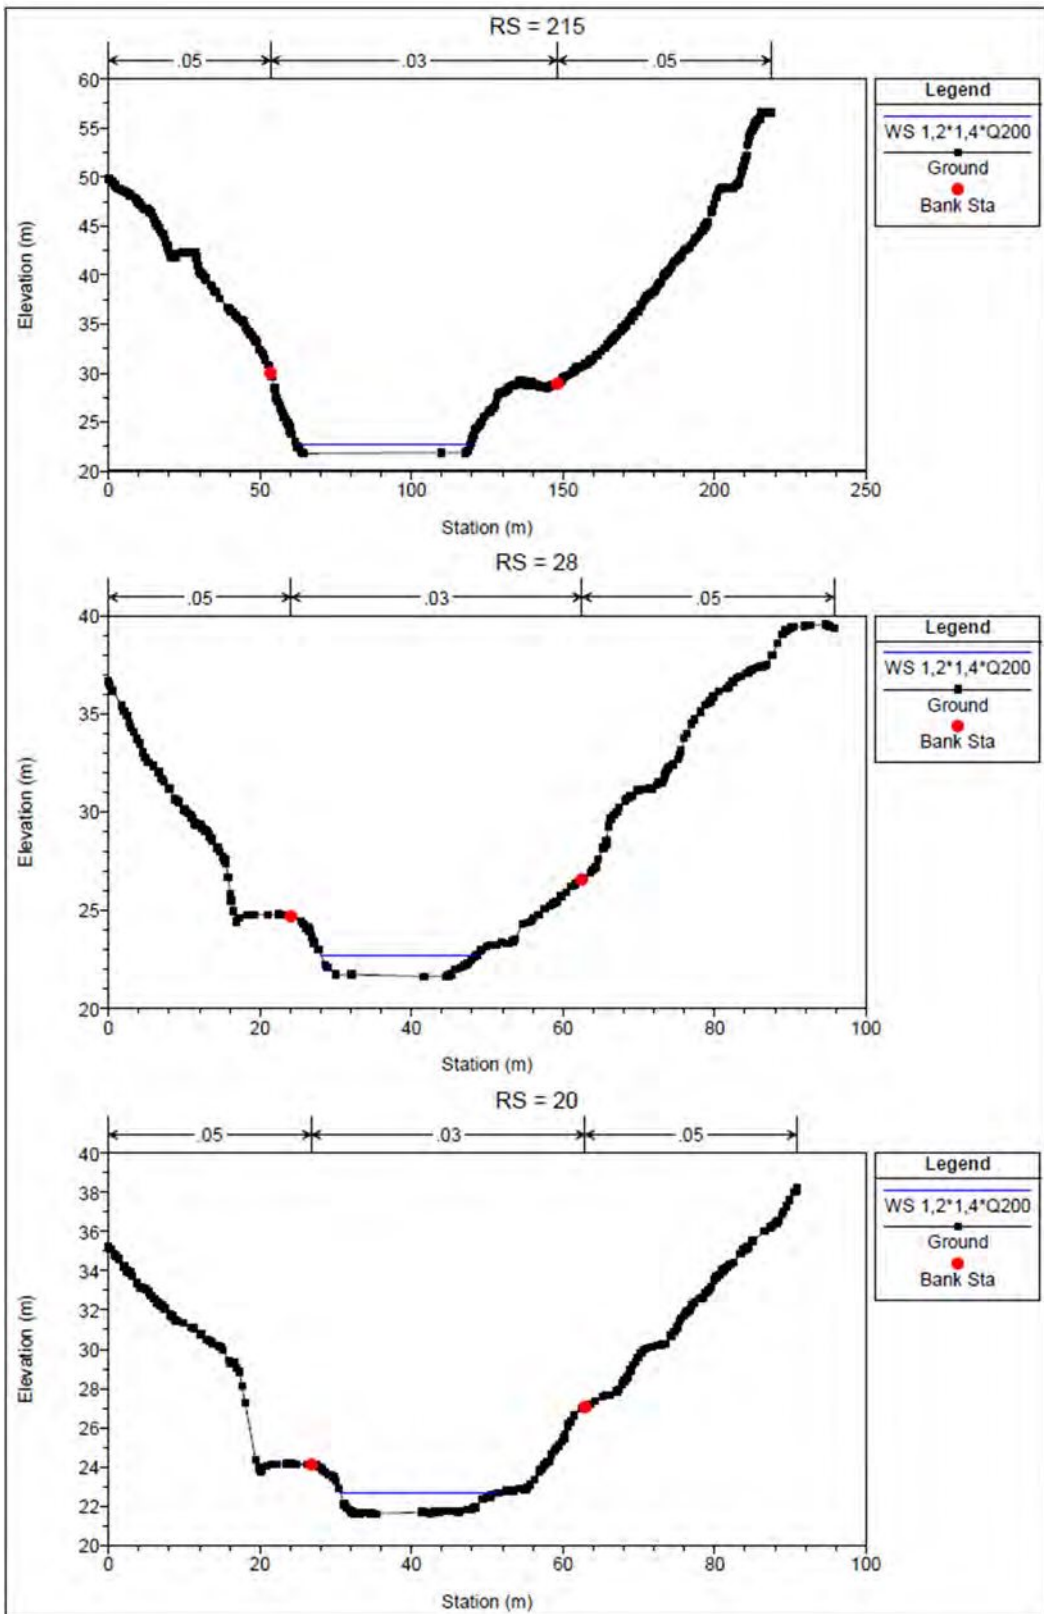 RS = 215
.05 .03 .05
60
55
50
45
40
35
30
25
20
Elevation (m)
0 50 100 150 200 250
Station (m)
Legend
WS 1,2*1,4*Q200
Ground
Bank Sta
RS = 28
.05 .03 .05
40
35
30
25
20
Elevation (m)
0 20 40 60 80 100
Station (m)
Legend
WS 1,2*1,4*Q200
Ground
Bank Sta
RS = 20
.05 .03 .05
40
38
36
34
32
30
28
26
24
22
20
Elevation (m)
0 20 40 60 80 100
Station (m)
Legend
WS 1,2*1,4*Q200
Ground
Bank Sta